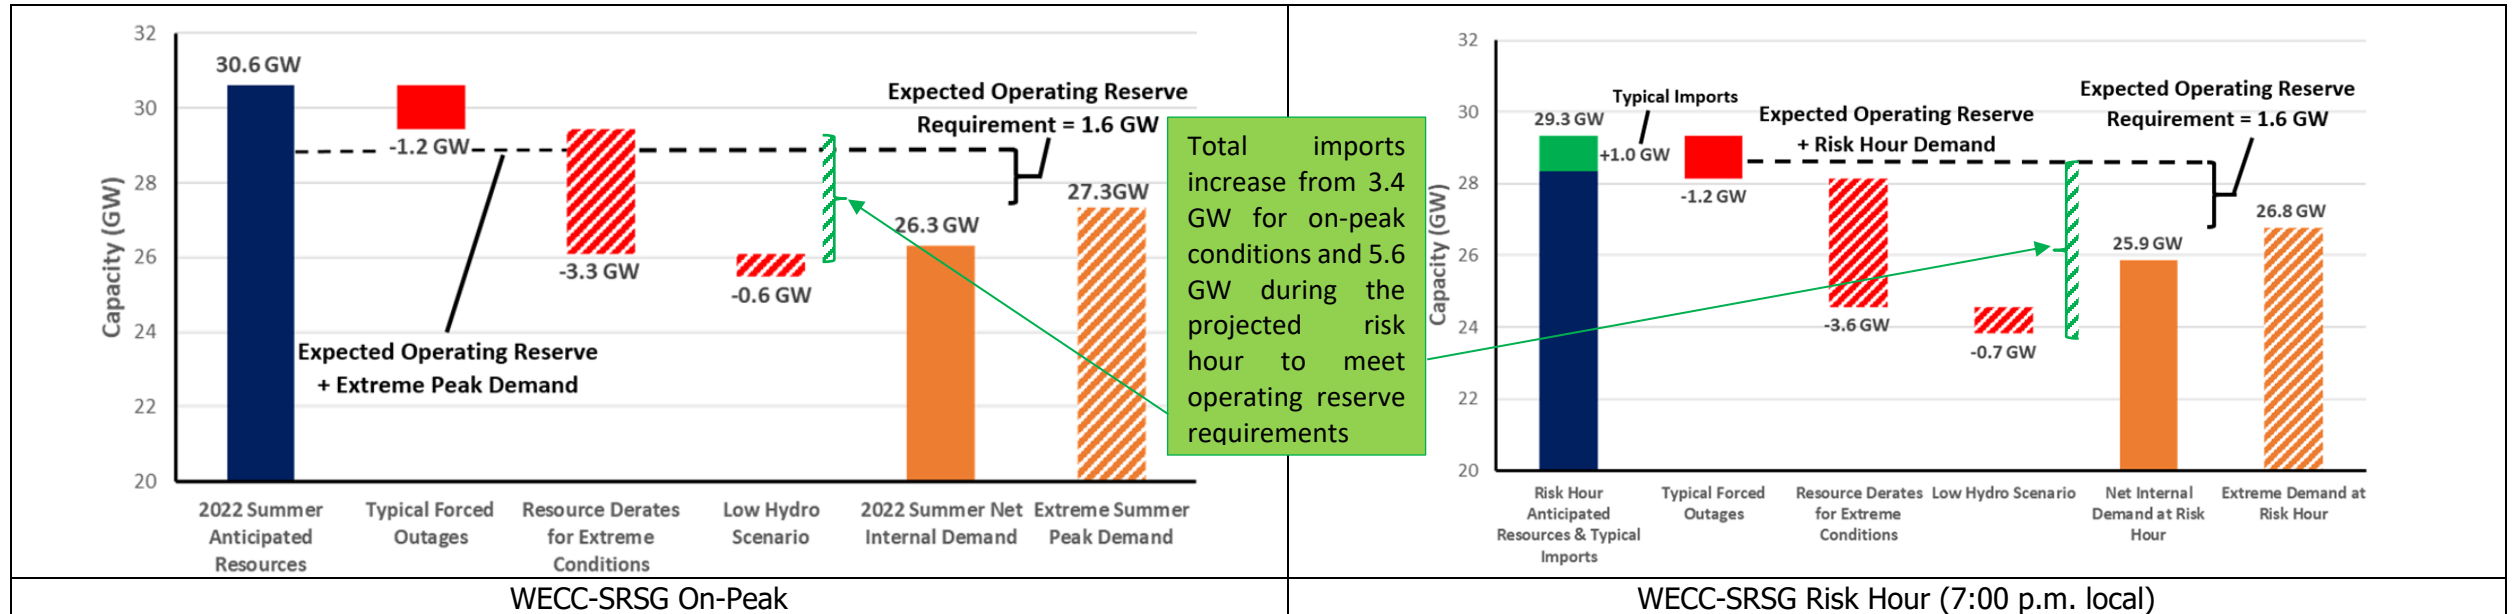 32
30
28
26
24
22
20
Capacity (GW)
30.6 GW
-1.2 GW
-3.3 GW
-0.6 GW
26.3 GW
27.3GW
Expected Operating Reserve
Requirement = 1.6 GW
Expected Operating Reserve
+ Extreme Peak Demand
2022 Summer
Anticipated
Resources
Typical Forced
Outages
Resource Derates
for Extreme
Conditions
Low Hydro
Scenario
2022 Summer Net
Internal Demand
Extreme Summer
Peak Demand
WECC-SRSG On-Peak
Total imports
increase from 3.4
GW for on-peak
conditions and 5.6
GW during the
projected risk
hour to meet
operating reserve
requirements
32
30
28
26
24
22
20
Capacity (GW)
29.3 GW
Typical Imports
+1.0 GW
-1.2 GW
Expected Operating Reserve
+ Risk Hour Demand
Expected Operating Reserve
Requirement = 1.6 GW
-3.6 GW
-0.7 GW
25.9 GW
26.8 GW
Risk Hour
Anticipated
Resources & Typical
Imports
Typical Forced
Outages
Resource Derates
for Extreme
Conditions
Low Hydro Scenario
Net Internal
Demand at Risk
Hour
Extreme Demand at
Risk Hour
WECC-SRSG Risk Hour (7:00 p.m. local)